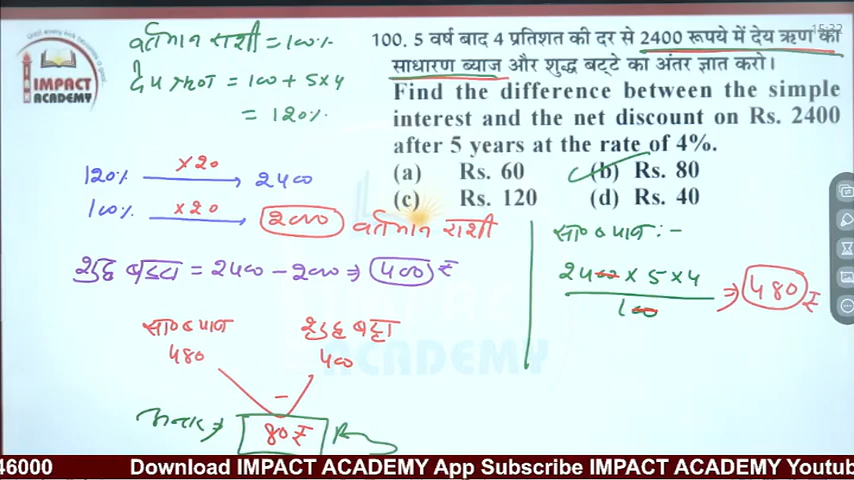 15:32
IMPACT
ACADEMY
वर्तमान राशी = 100%
= 100 + 5×4
= 120%
100. 5 वर्ष बाद 4 प्रतिशत की दर से 2400 रूपये में देय ऋण की
साधारण ब्याज और शुद्ध बट्टे का अंतर ज्ञात करो।
Find the difference between the simple
interest and the net discount on Rs. 2400
after 5 years at the rate of 4%.
(a) Rs. 60
(b) Rs. 80
(c) Rs. 120
(d) Rs. 40
120% ×20 2400
100% ×20 2000 वर्तमान राशी
शुद्ध बट्टा = 2400 - 2000 ⇒ 400 ₹
सा० ब्याज :-
2400 × 5 × 4
100
⇒ 480 ₹
सा० ब्याज शुद्ध बट्टा
480 400
-
अन्तर ⇒ 80 ₹
46000 Download IMPACT ACADEMY App Subscribe IMPACT ACADEMY Youtub